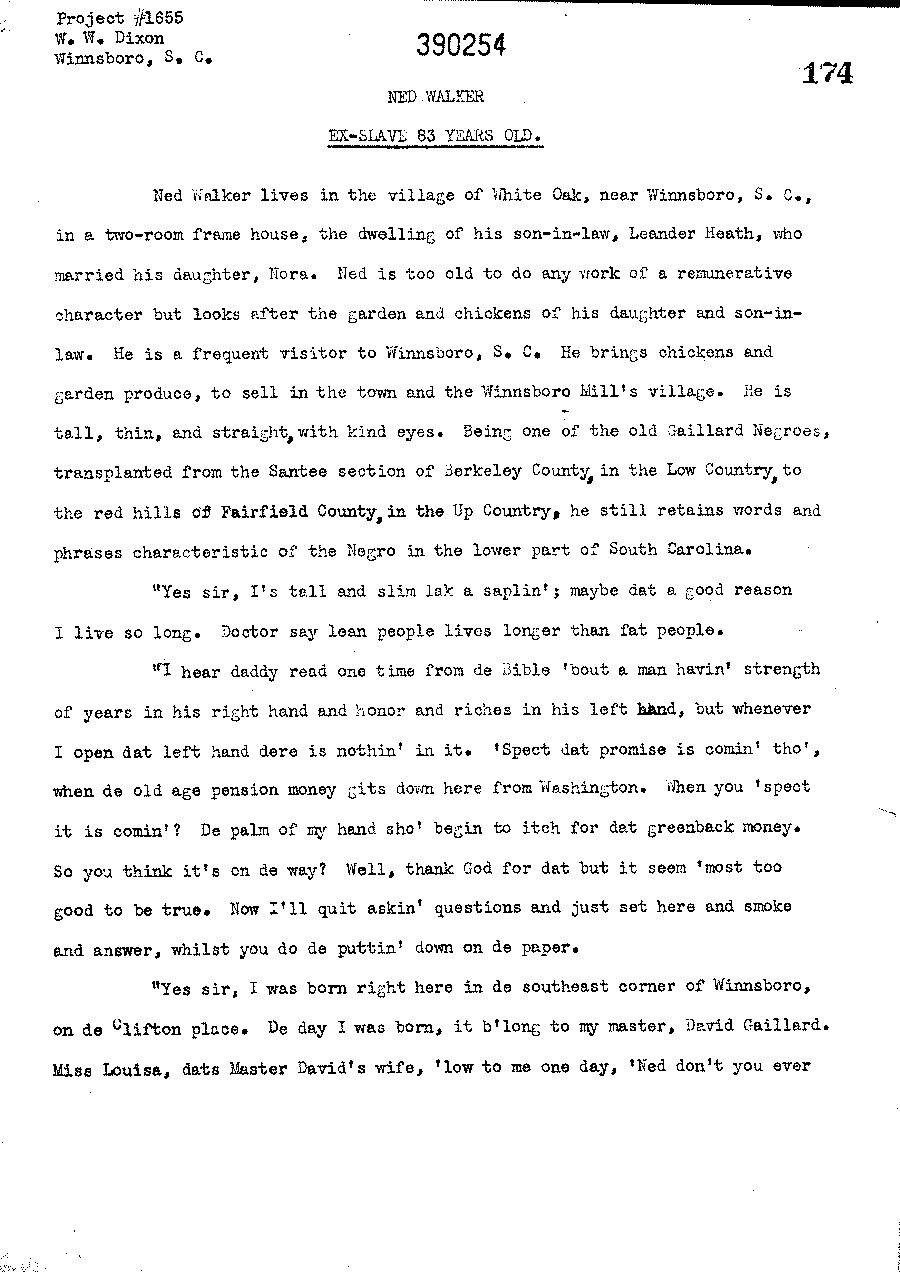 Project #1655
W. W. Dixon
Winnsboro, S. C.
390254
174
NED WALKER
EX-SLAVE 83 YEARS OLD.
Ned Walker lives in the village of White Oak, near Winnsboro, S. C.,
in a two-room frame house, the dwelling of his son-in-law, Leander Heath, who
married his daughter, Nora. Ned is too old to do any work of a remunerative
character but looks after the garden and chickens of his daughter and son-in-
law. He is a frequent visitor to Winnsboro, S. C. He brings chickens and
garden produce, to sell in the town and the Winnsboro Mill's village. He is
tall, thin, and straight, with kind eyes. Being one of the old Gaillard Negroes,
transplanted from the Santee section of Berkeley County, in the Low Country, to
the red hills of Fairfield County, in the Up Country, he still retains words and
phrases characteristic of the Negro in the lower part of South Carolina.
"Yes sir, I's tall and slim lak a saplin'; maybe dat a good reason
I live so long. Doctor say lean people lives longer than fat people.
"I hear daddy read one time from de Bible 'bout a man havin' strength
of years in his right hand and honor and riches in his left hand, but whenever
I open dat left hand dere is nothin' in it. 'Spect dat promise is comin' tho',
when de old age pension money gits down here from Washington. When you 'spect
it is comin'? De palm of my hand sho' begin to itch for dat greenback money.
So you think it's on de way? Well, thank God for dat but it seem 'most too
good to be true. Now I'll quit askin' questions and just set here and smoke
and answer, whilst you do de puttin' down on de paper.
"Yes sir, I was born right here in de southeast corner of Winnsboro,
on de Clifton place. De day I was born, it b'long to my master, David Gaillard.
Miss Louisa, dats Master David's wife, 'low to me one day, 'Ned don't you ever